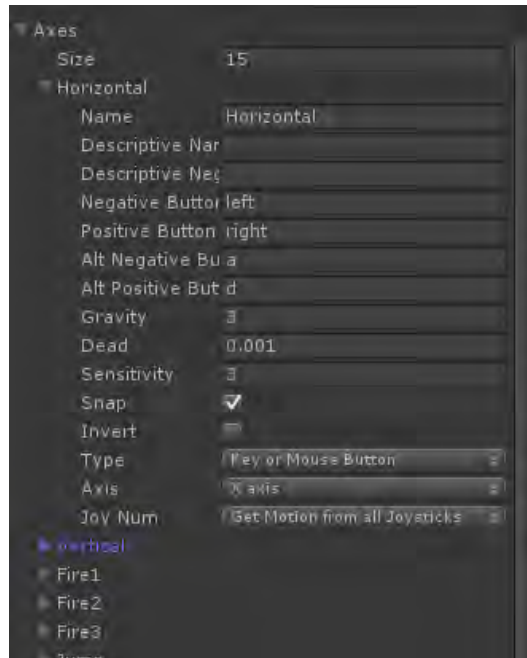 Axes
Size 15
Horizontal
Name Horizontal
Descriptive Nar
Descriptive Neg
Negative Button left
Positive Button right
Alt Negative Bu a
Alt Positive But d
Gravity 3
Dead 0.001
Sensitivity 3
Snap
Invert
Type Key or Mouse Button
Axis X axis
Joy Num Get Motion from all Joysticks
Vertical
Fire1
Fire2
Fire3